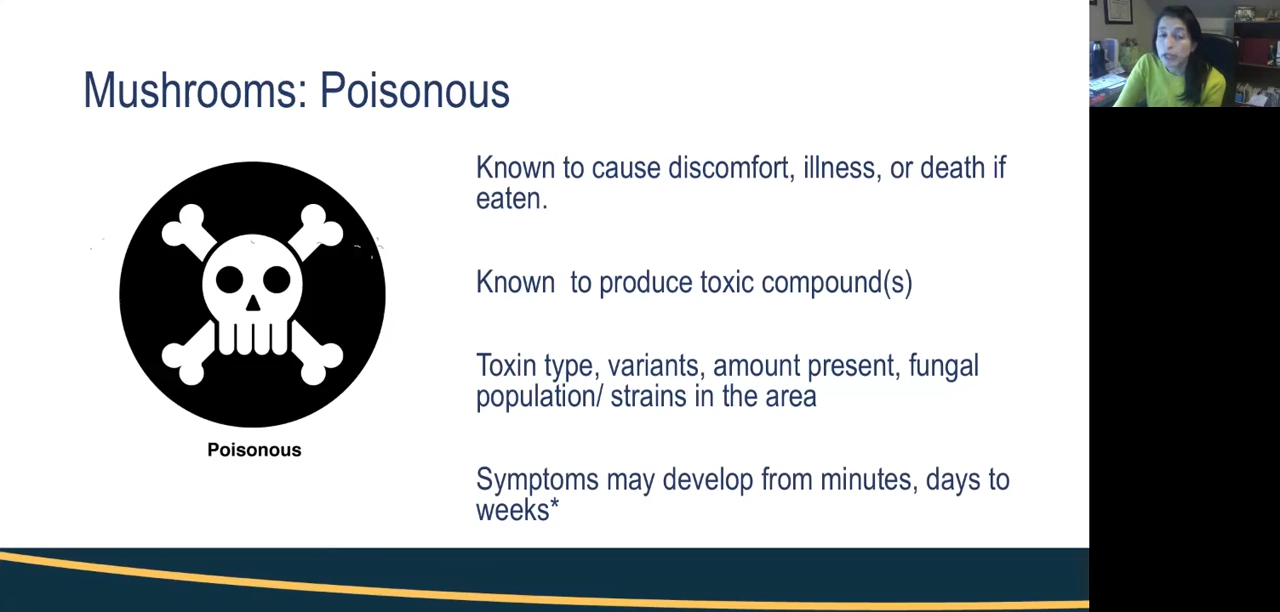 Mushrooms: Poisonous
Known to cause discomfort, illness, or death if
eaten.
Known  to produce toxic compound(s)
Toxin type, variants, amount present, fungal
population/ strains in the area
Symptoms may develop from minutes, days to
weeks*
Poisonous